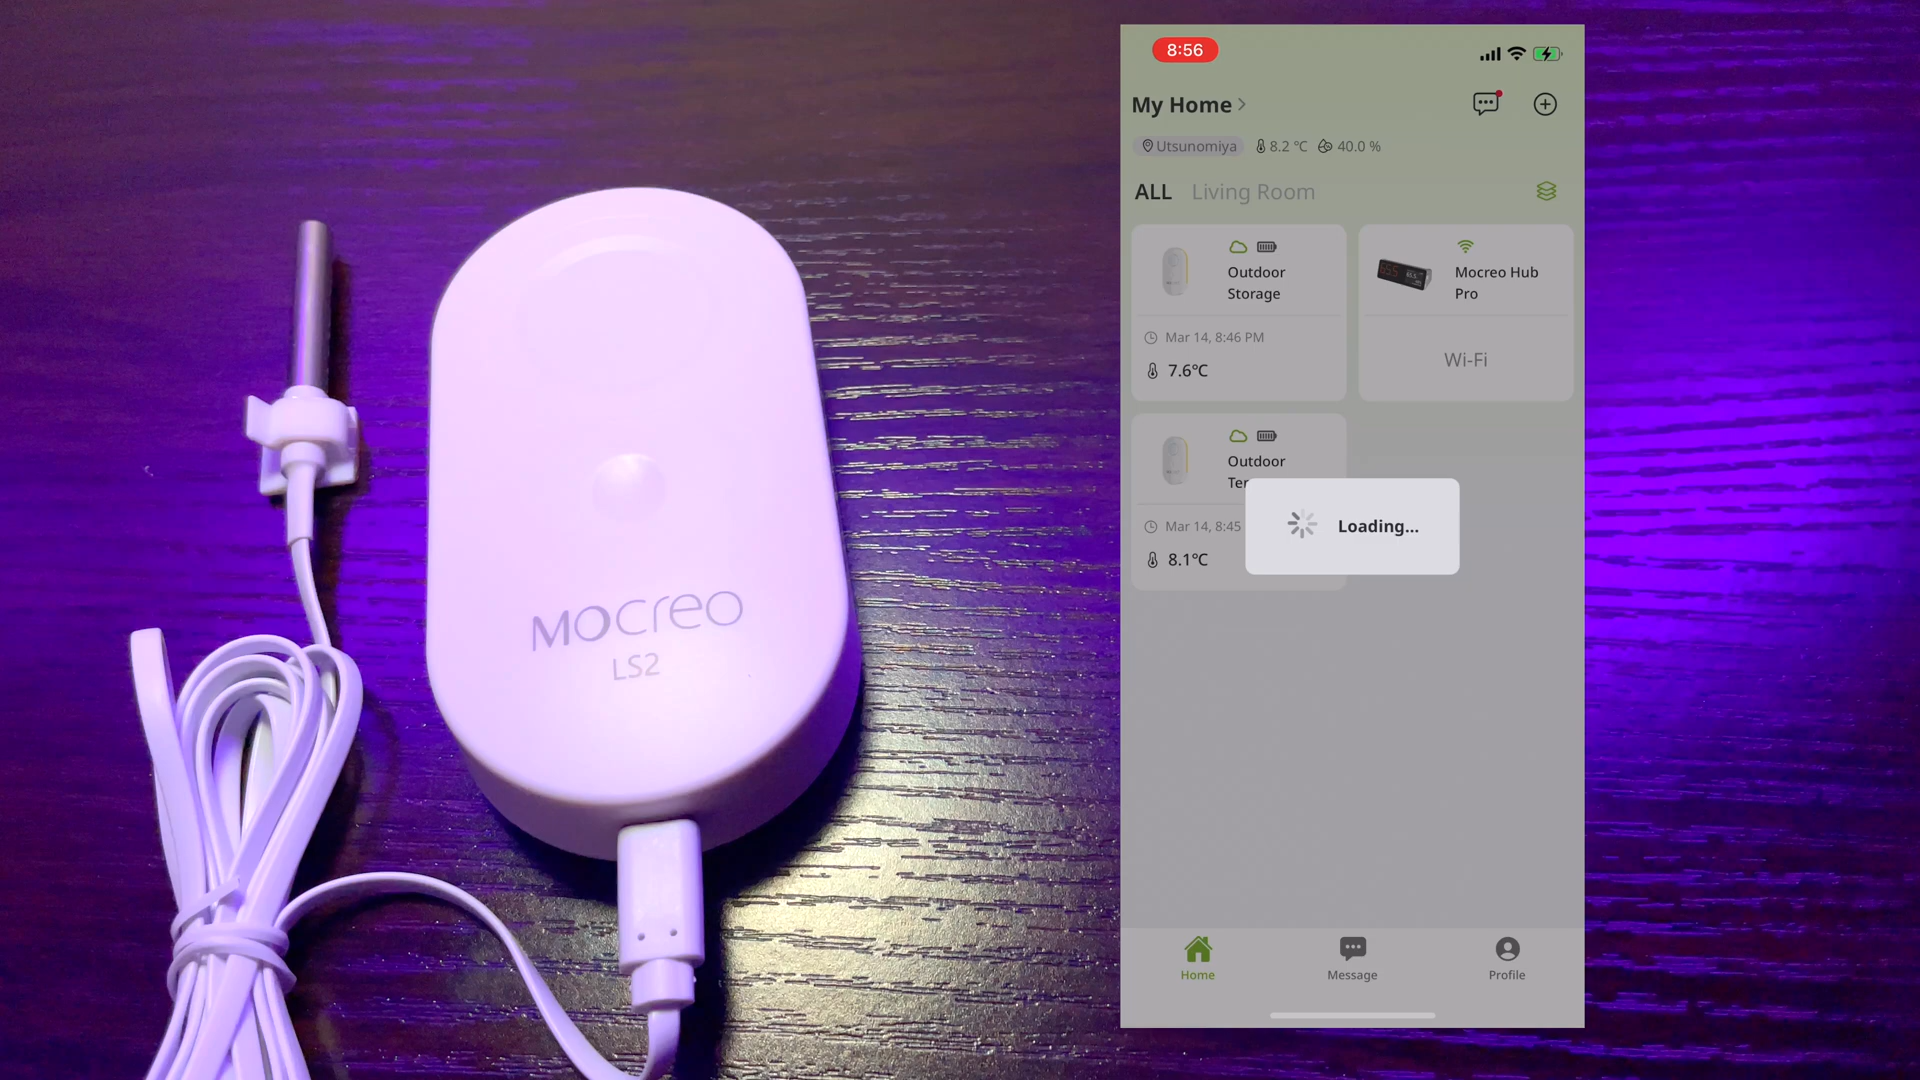 MOCREO
LS2
8:56
My Home
Utsunomiya 8.2 °C 40.0 %
ALL Living Room
Outdoor
Storage
Mar 14, 8:46 PM
7.6°C
Mocreo Hub
Pro
Wi-Fi
Outdoor
Mar 14, 8:45
8.1°C
Loading...
Home
Message
Profile